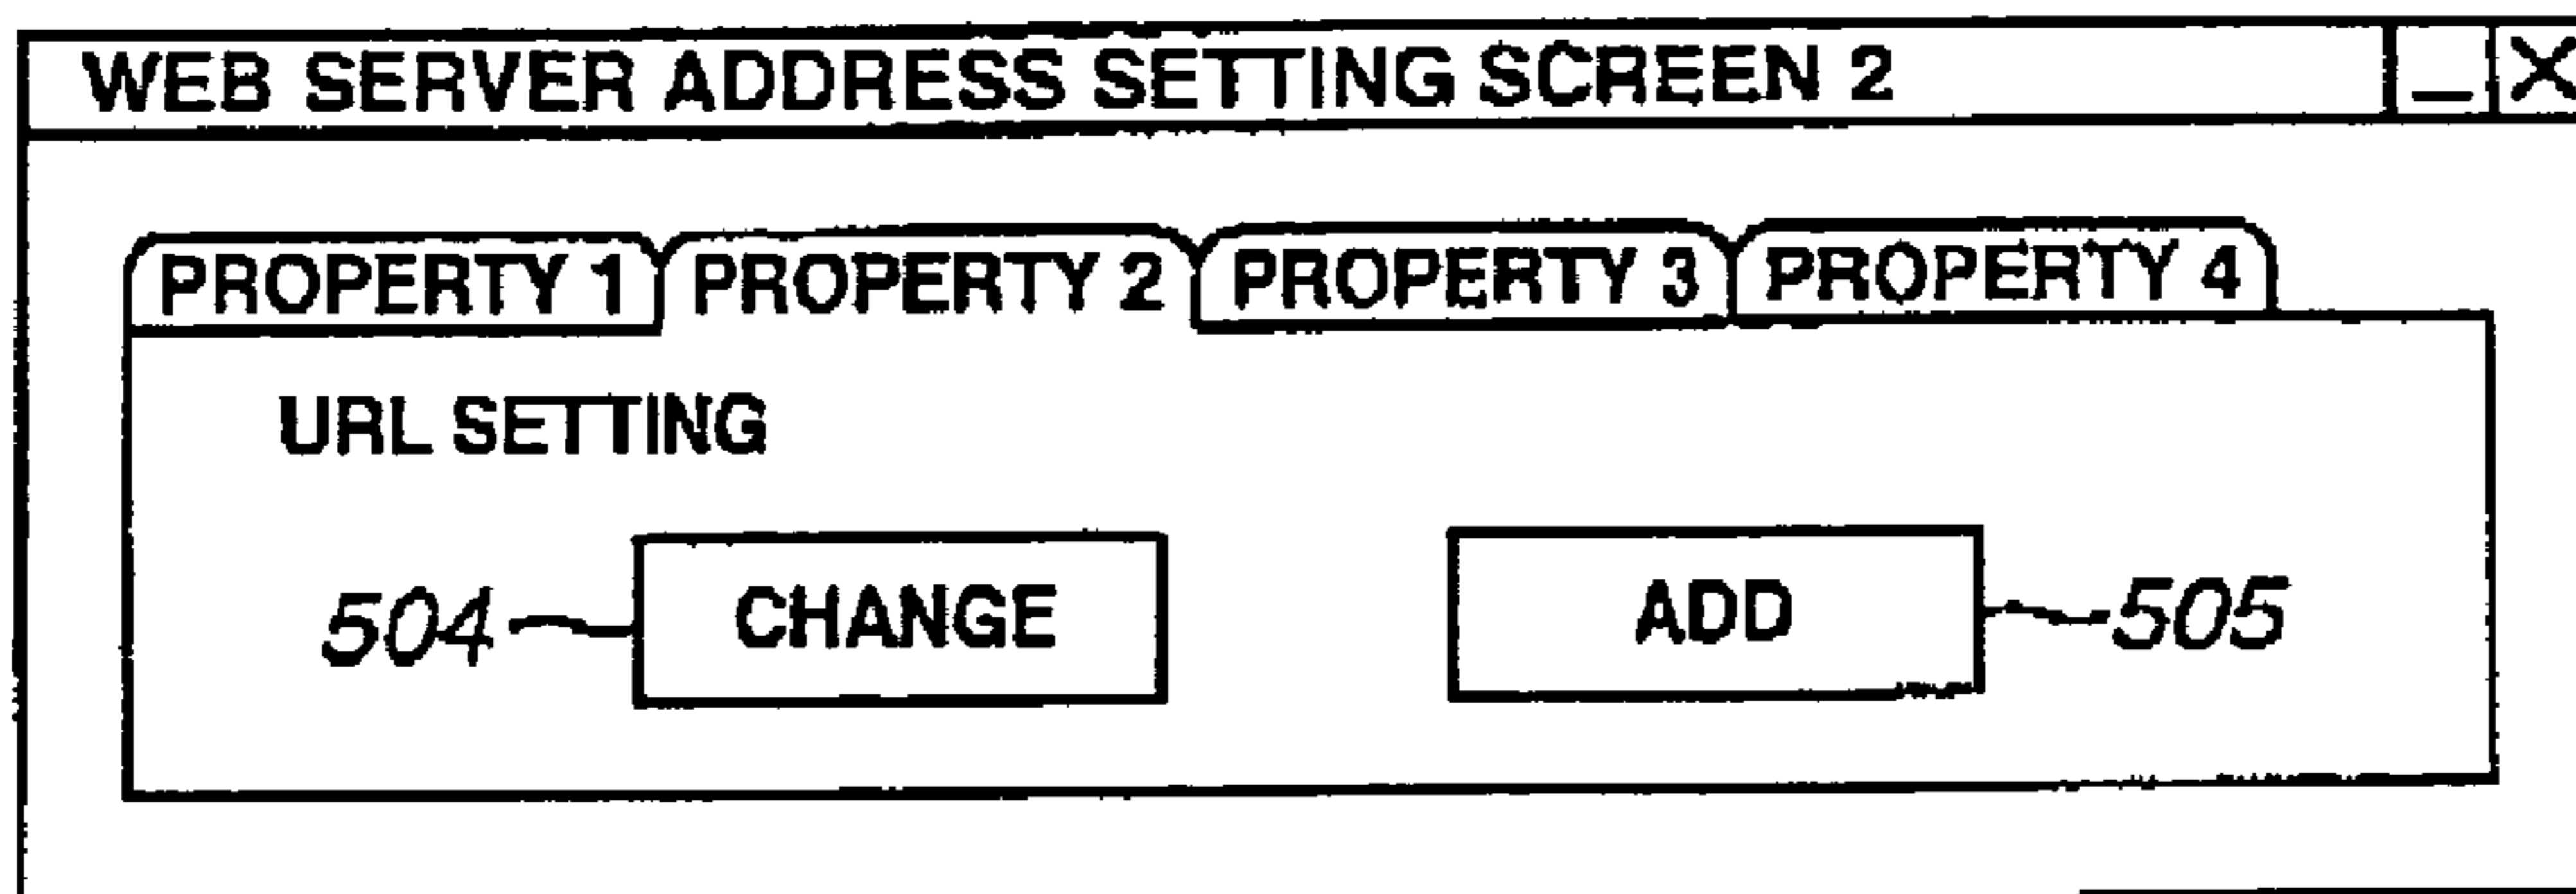 WEB SERVER ADDRESS SETTING SCREEN 2 _ X
PROPERTY 1 PROPERTY 2 PROPERTY 3 PROPERTY 4
URL SETTING
504 CHANGE ADD 505